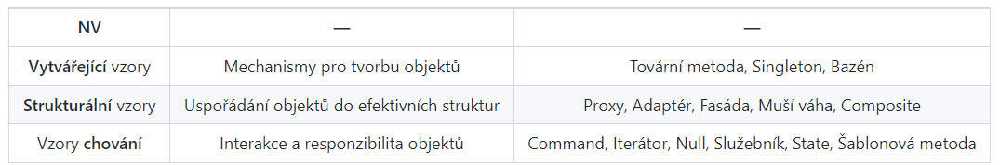 NV — —
Vytvářející vzory Mechanismy pro tvorbu objektů Tovární metoda, Singleton, Bazén
Strukturální vzory Uspořádání objektů do efektivních struktur Proxy, Adaptér, Fasáda, Muší váha, Composite
Vzory chování Interakce a responzibilita objektů Command, Iterátor, Null, Služebník, State, Šablonová metoda